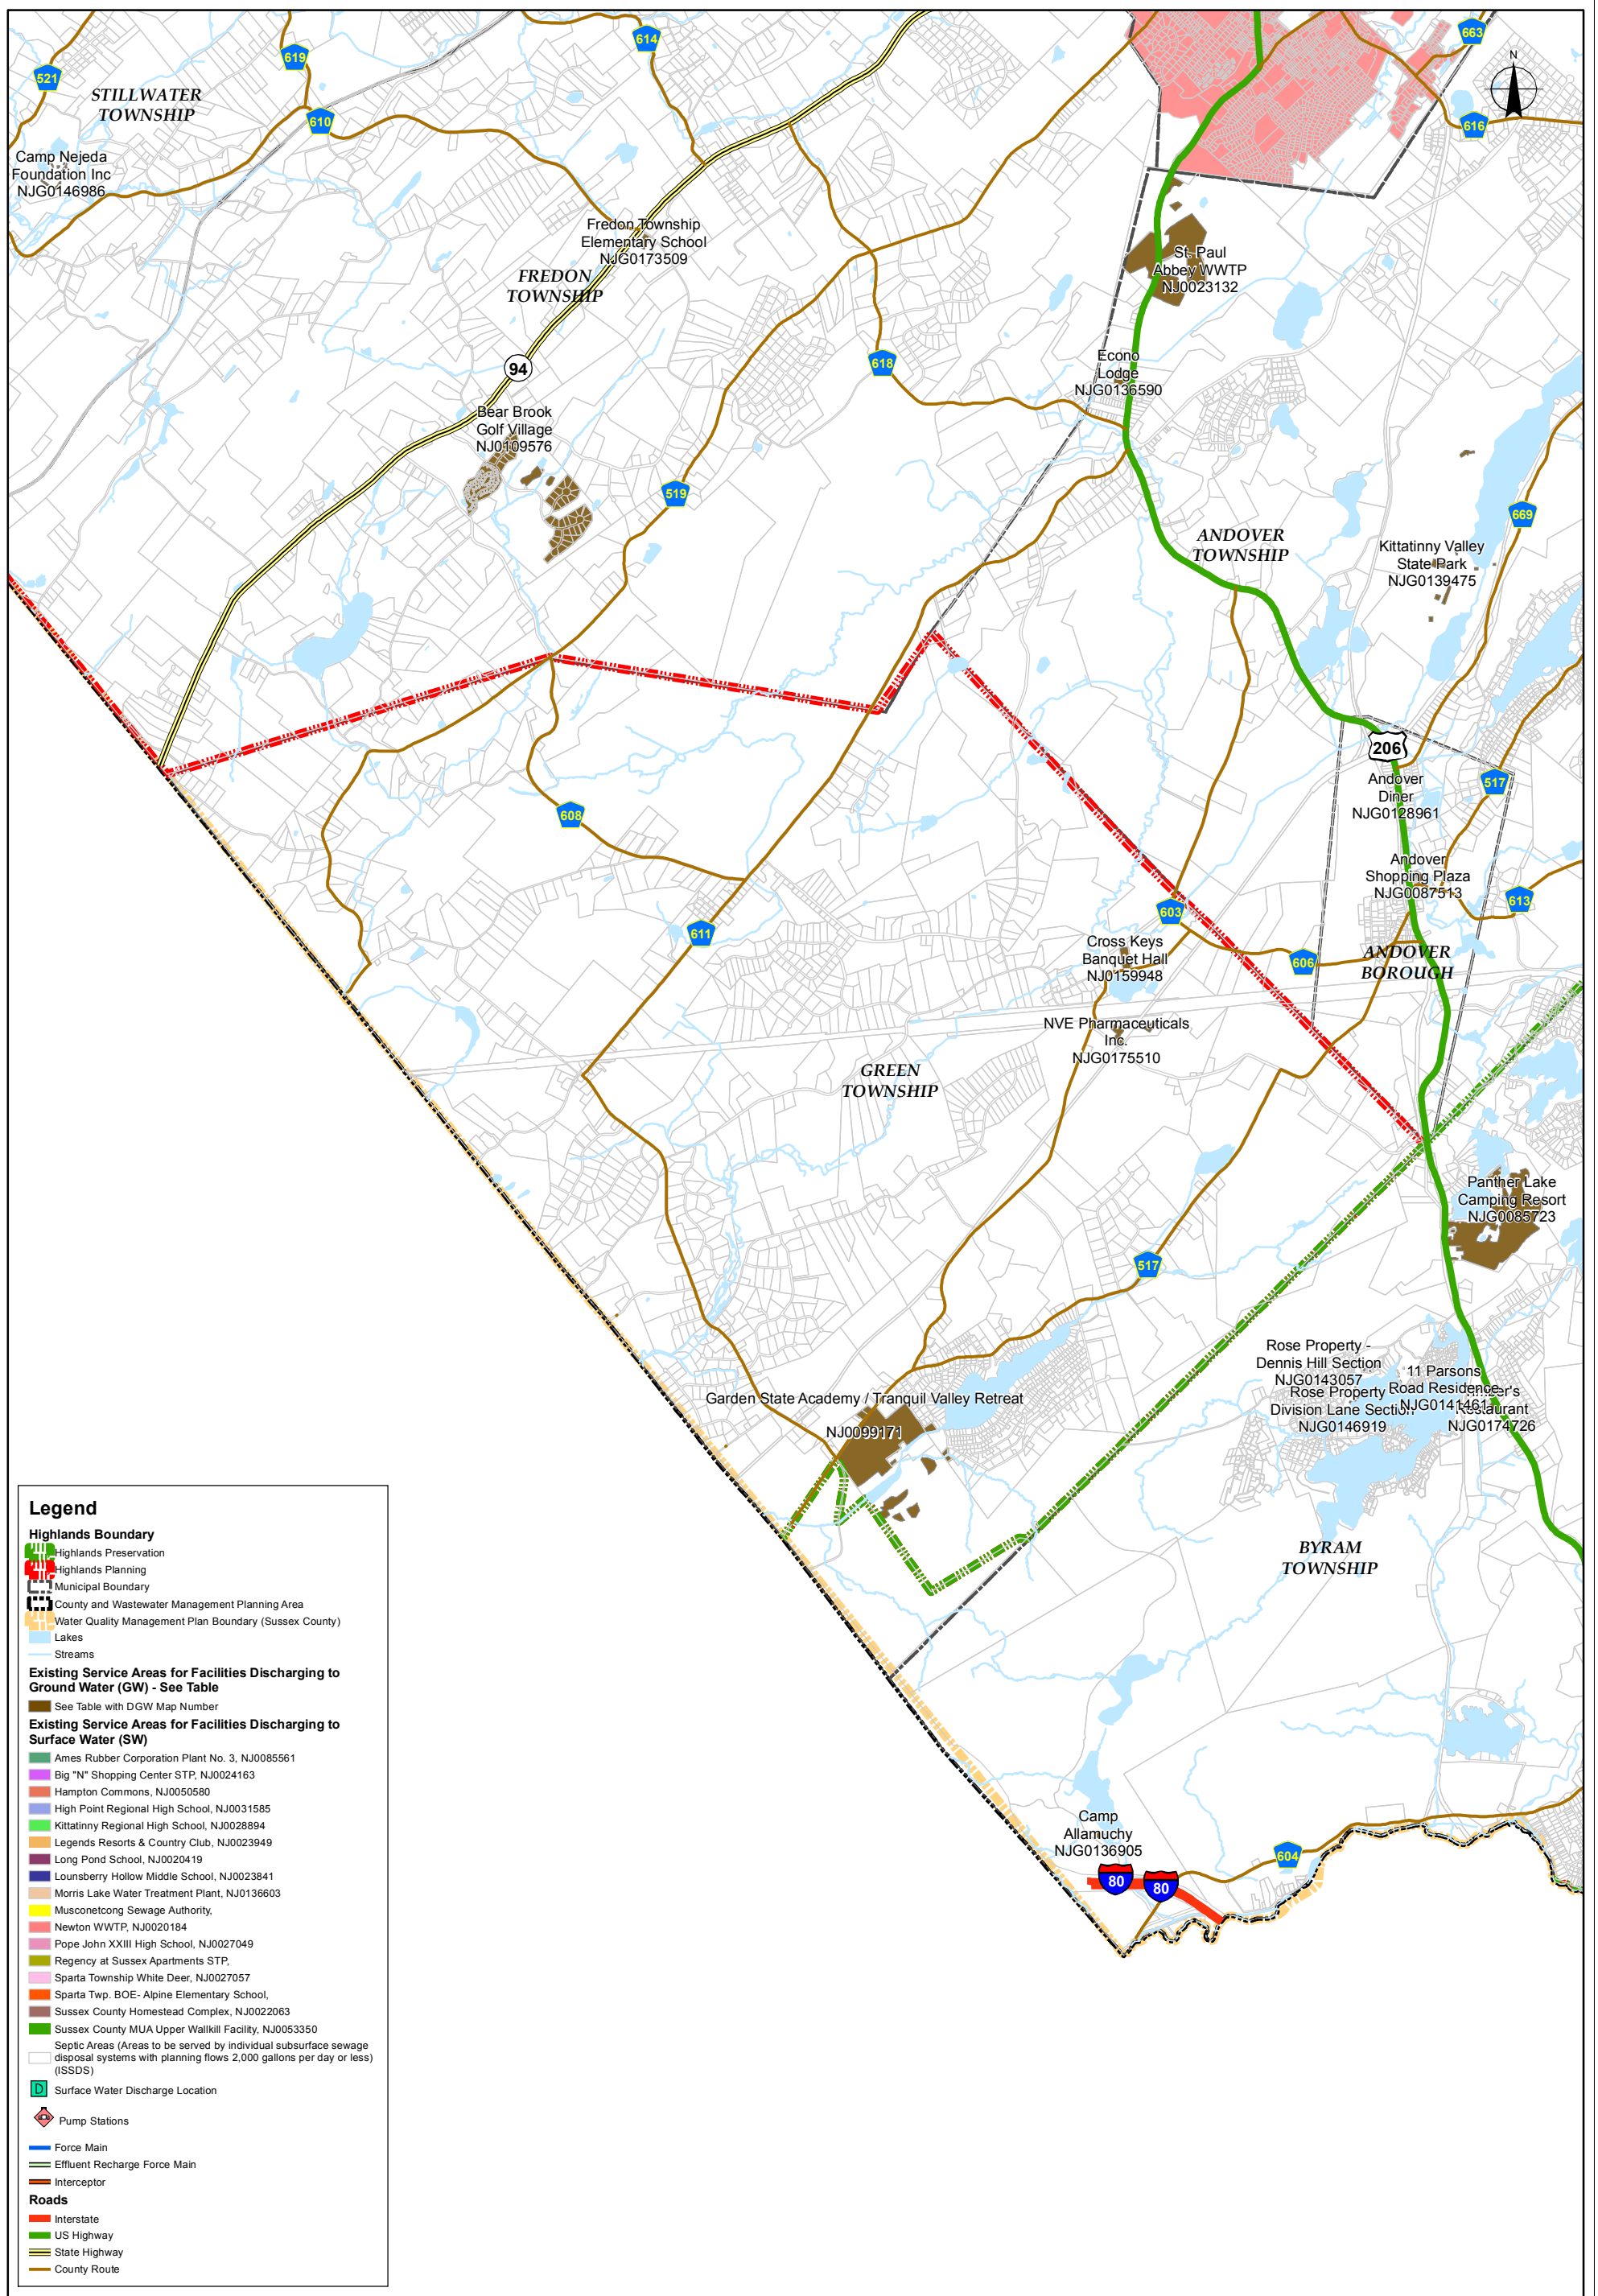 521
619
614
663
N
STILLWATER
TOWNSHIP
610
616
Camp Nejeda
Foundation Inc
NJG0146986
Fredon Township
Elementary School
NJG0173509
FREDON
TOWNSHIP
St. Paul
Abbey WWTP
NJ0023132
94
618
Econo
Lodge
NJG0136590
Bear Brook
Golf Village
NJ0109576
519
669
ANDOVER
TOWNSHIP
Kittatinny Valley
State Park
NJG0139475
206
Andover
Diner
NJG0128961
517
608
Andover
Shopping Plaza
NJG0087513
613
603
611
Cross Keys
Banquet Hall
NJ0159948
606
ANDOVER
BOROUGH
NVE Pharmaceuticals
Inc.
NJG0175510
GREEN
TOWNSHIP
Panther Lake
Camping Resort
NJG0085723
517
Rose Property -
Dennis Hill Section
NJG0143057
11 Parsons
Road Residence
NJG0141461
Rose Property
Division Lane Section
NJG0146919
Restaurant
NJG0174726
Garden State Academy / Tranquil Valley Retreat
NJ0099171
BYRAM
TOWNSHIP
Camp
Allamuchy
NJG0136905
604
80
80
Legend
Highlands Boundary
Highlands Preservation
Highlands Planning
Municipal Boundary
County and Wastewater Management Planning Area
Water Quality Management Plan Boundary (Sussex County)
Lakes
Streams
Existing Service Areas for Facilities Discharging to
Ground Water (GW) - See Table
See Table with DGW Map Number
Existing Service Areas for Facilities Discharging to
Surface Water (SW)
Ames Rubber Corporation Plant No. 3, NJ0085561
Big "N" Shopping Center STP, NJ0024163
Hampton Commons, NJ0050580
High Point Regional High School, NJ0031585
Kittatinny Regional High School, NJ0028894
Legends Resorts & Country Club, NJ0023949
Long Pond School, NJ0020419
Lounsberry Hollow Middle School, NJ0023841
Morris Lake Water Treatment Plant, NJ0136603
Musconetcong Sewage Authority,
Newton WWTP, NJ0020184
Pope John XXIII High School, NJ0027049
Regency at Sussex Apartments STP,
Sparta Township White Deer, NJ0027057
Sparta Twp. BOE- Alpine Elementary School,
Sussex County Homestead Complex, NJ0022063
Sussex County MUA Upper Wallkill Facility, NJ0053350
Septic Areas (Areas to be served by individual subsurface sewage
disposal systems with planning flows 2,000 gallons per day or less)
(ISSDS)
D Surface Water Discharge Location
Pump Stations
Force Main
Effluent Recharge Force Main
Interceptor
Roads
Interstate
US Highway
State Highway
County Route